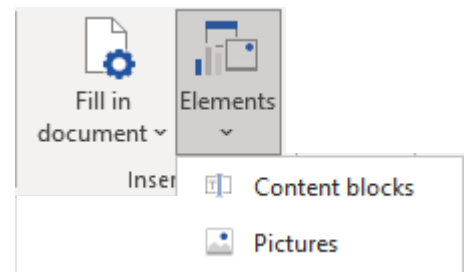 Fill in
document
Elements
Inser
Content blocks
Pictures